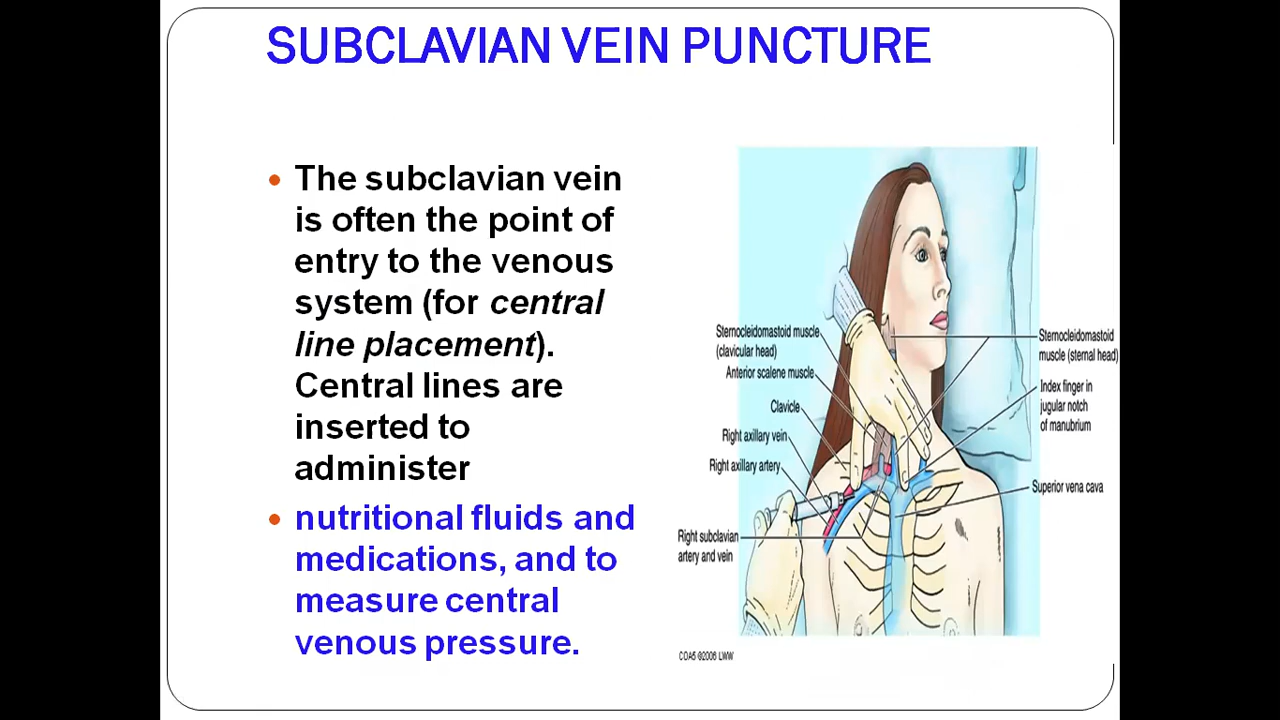 SUBCLAVIAN VEIN PUNCTURE
• The subclavian vein
is often the point of
entry to the venous
system (for central
line placement).
Central lines are
inserted to
administer
• nutritional fluids and
medications, and to
measure central
venous pressure.
Sternocleidomastoid muscle
(clavicular head)
Anterior scalene muscle
Clavicle
Right axillary vein
Right axillary artery
Right subclavian
artery and vein
Sternocleidomastoid
muscle (sternal head)
Index finger in
jugular notch
of manubrium
Superior vena cava
COA5 ©2006 LWW